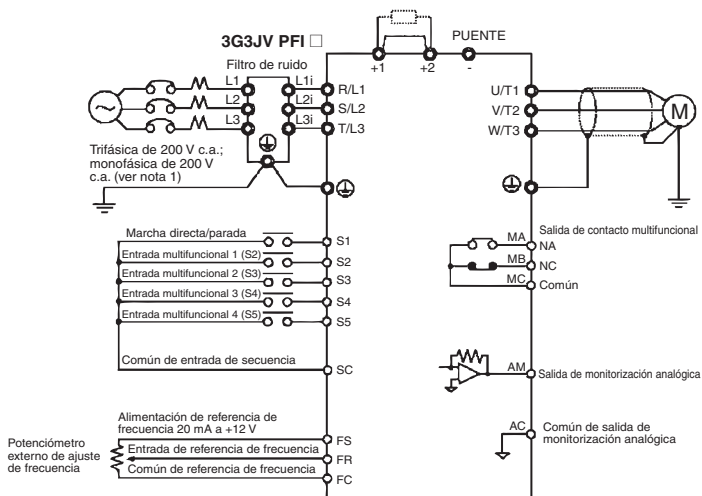 3G3JV PFI □
PUENTE
+1
+2
-
Filtro de ruido
L1
L1i
R/L1
L2
L2i
S/L2
L3
L3i
T/L3
U/T1
V/T2
W/T3
M
Trifásica de 200 V c.a.;
monofásica de 200 V
c.a. (ver nota 1)
Marcha directa/parada
S1
Entrada multifuncional 1 (S2)
S2
Entrada multifuncional 2 (S3)
S3
Entrada multifuncional 3 (S4)
S4
Entrada multifuncional 4 (S5)
S5
Común de entrada de secuencia
SC
Salida de contacto multifuncional
MA
NA
MB
NC
MC
Común
AM
Salida de monitorización analógica
AC
Común de salida de
monitorización analógica
Alimentación de referencia de
frecuencia 20 mA a +12 V
FS
Entrada de referencia de frecuencia
FR
Común de referencia de frecuencia
FC
Potenciómetro
externo de ajuste
de frecuencia